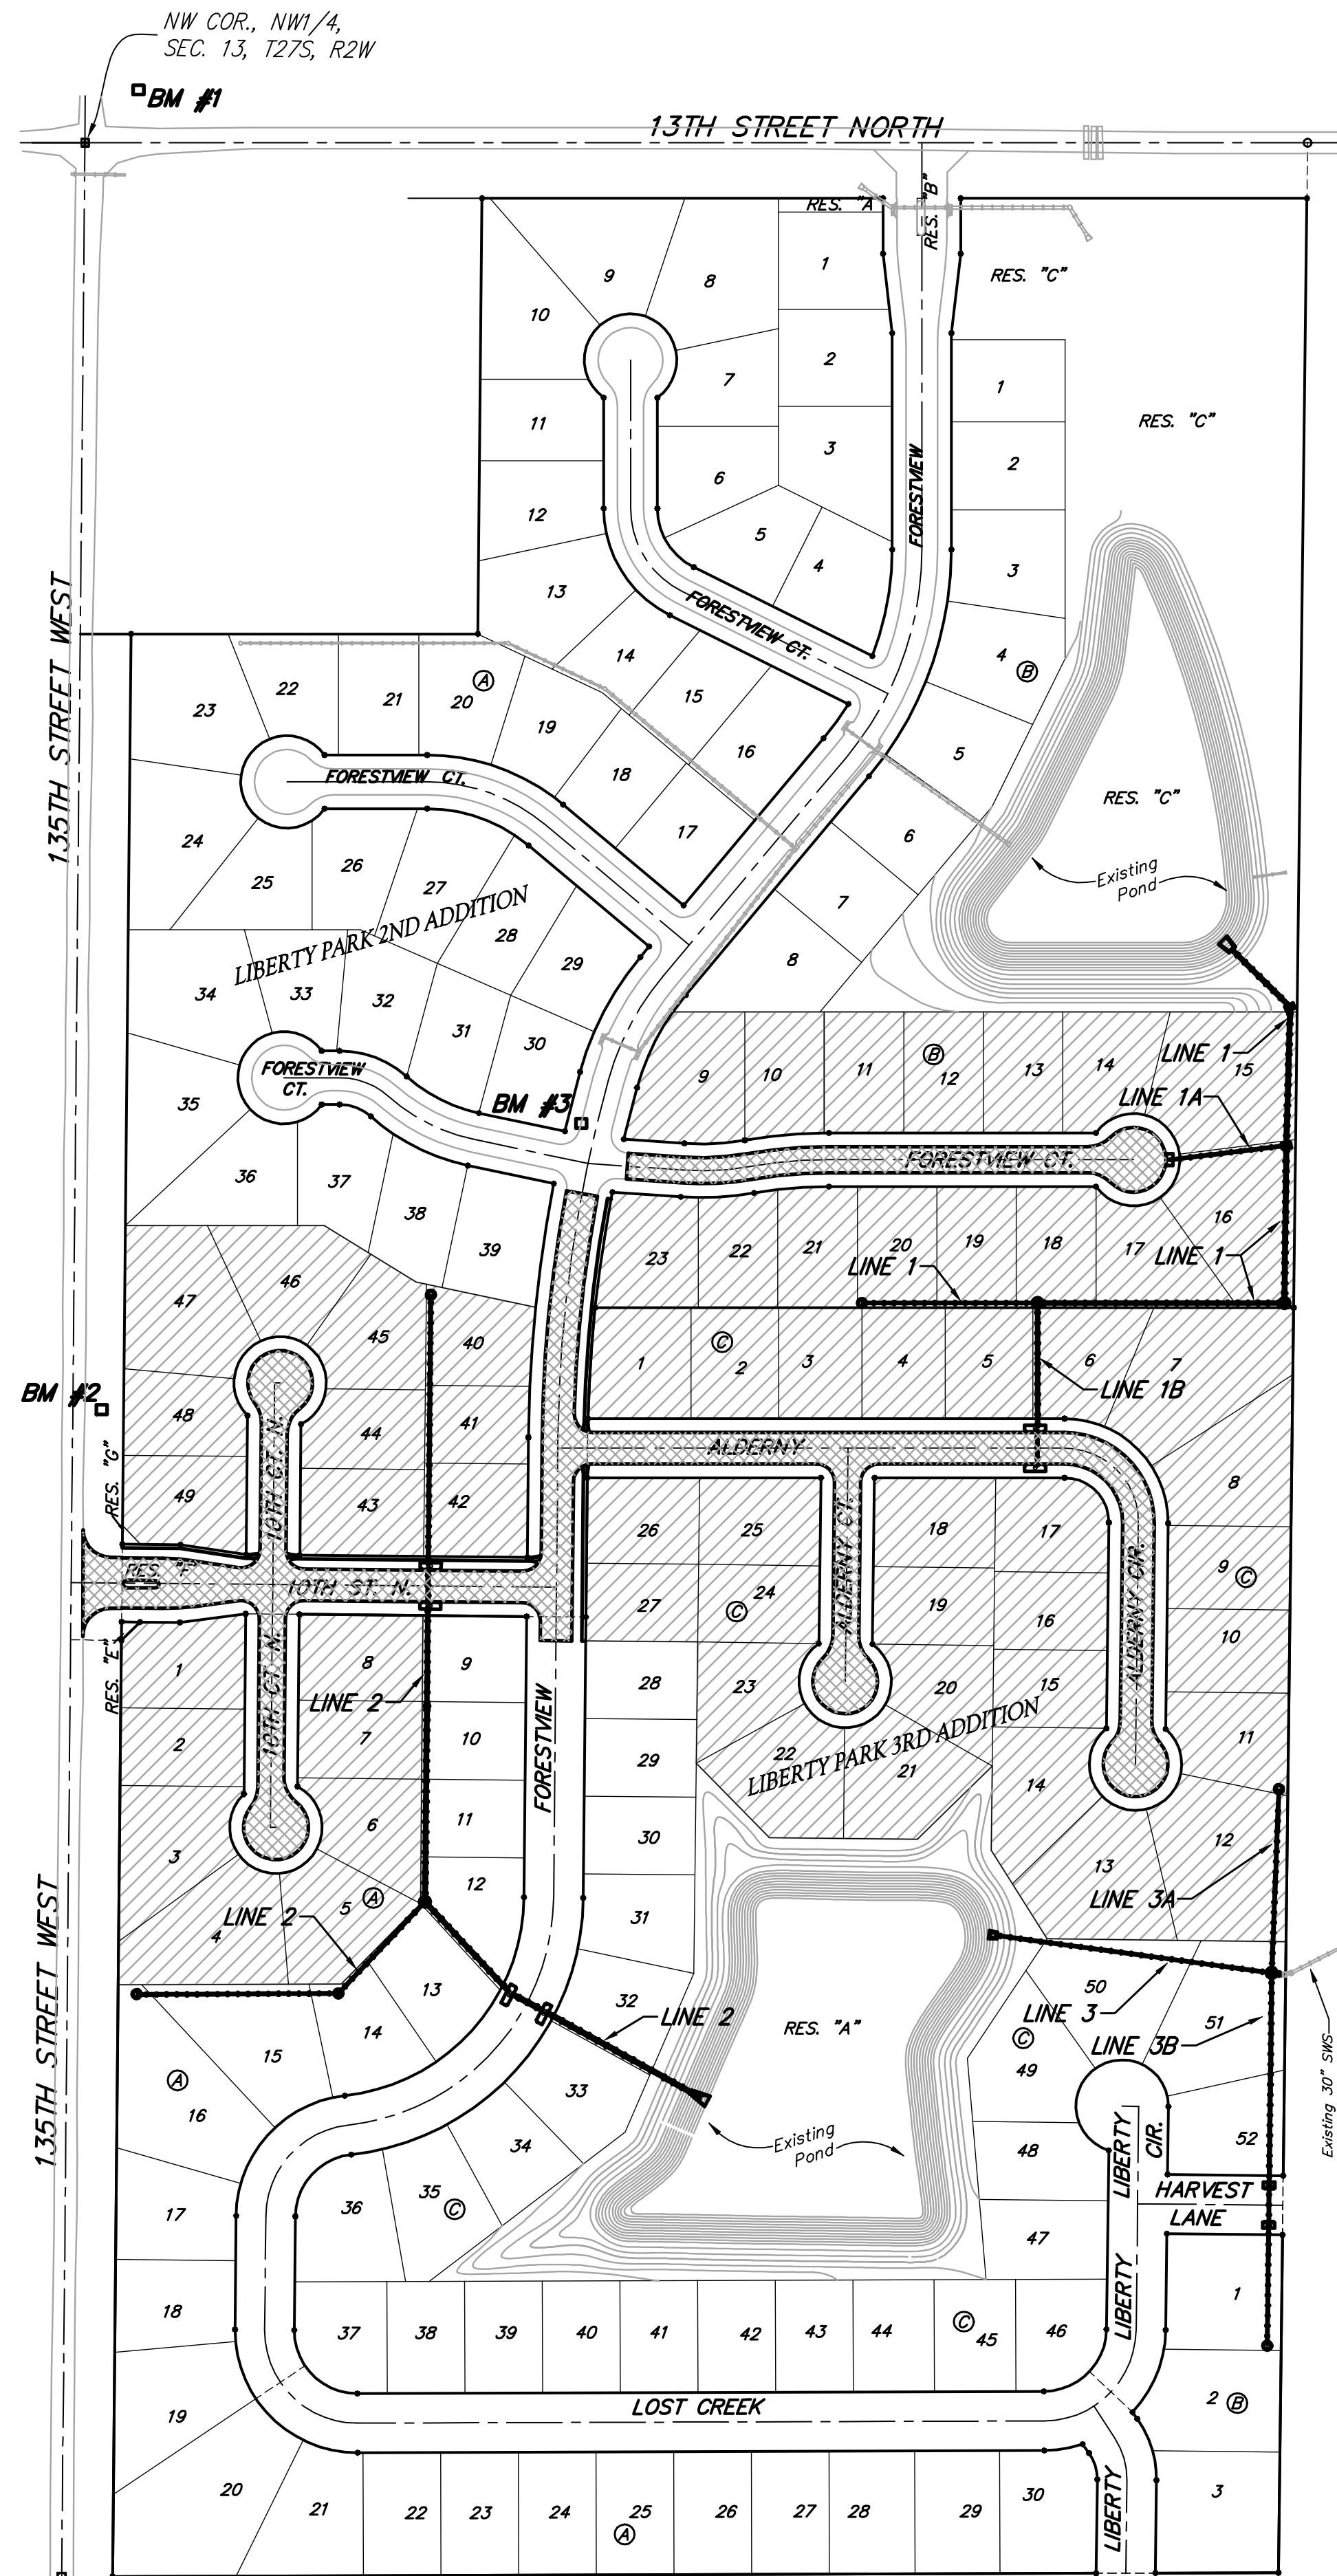 NW COR., NW1/4,
SEC. 13, T27S, R2W
BM #1
13TH STREET NORTH
RES. "A
RES. "B"
RES. "C"
1
9
8
10
2
7
1
RES. "C"
11
3
2
6
12
5
4
3
FORESTVIEW
13
FORESTVIEW CT.
135TH STREET WEST
14
4
B
22
23
21
20
A
15
19
16
5
18
FORESTVIEW CT.
RES. "C"
17
6
24
26
25
27
7
Existing
Pond
LIBERTY PARK 2ND ADDITION
28
29
8
34
33
32
31
30
9
10
11
B
12
13
14
15
LINE 1
FORESTVIEW
CT.
35
BM #3
LINE 1A
FORESTVIEW CT.
36
37
38
39
23
22
21
20
19
18
17
16
LINE 1
LINE 1
46
47
45
40
1
C
2
3
4
5
6
7
LINE 1B
BM #2
48
44
41
ALDERNY
RES. "G"
49
43
42
10TH CT. N.
8
26
25
18
17
RES. "F"
10TH ST. N.
27
C
24
ALDERNY CT.
19
16
ALDERNY CIR.
9
C
10
RES. "E"
1
8
9
LINE 2
10TH CT. N.
28
23
20
15
2
7
10
FORESTVIEW
29
22
21
LIBERTY PARK 3RD ADDITION
14
11
3
6
11
30
12
13
12
LINE 3A
5
A
4
LINE 2
31
13
32
LINE 2
RES. "A"
50
LINE 3
51
14
15
C
49
LINE 3B
Existing 30" SWS
A
16
33
34
Existing
Pond
48
LIBERTY
CIR.
52
135TH STREET WEST
35
C
36
HARVEST
LANE
17
47
LIBERTY
1
18
37
38
39
40
41
42
43
44
C
45
46
19
LOST CREEK
2
B
20
21
22
23
24
25
A
26
27
28
29
30
LIBERTY
3